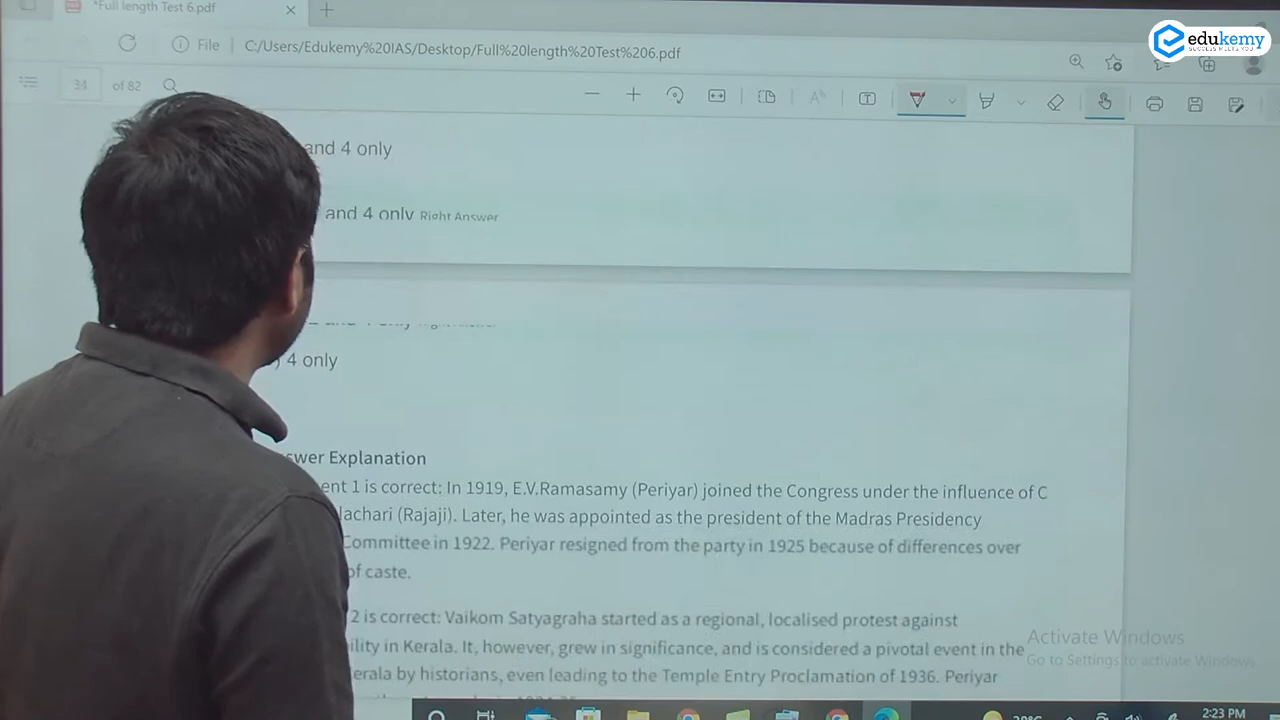 *Full length Test 6.pdf
File C:/Users/Edukemy%20IAS/Desktop/Full%20length%20Test%206.pdf
edukemy
SUCCESS MEETS YOU
34 of 82
and 4 only
and 4 only Right Answer
4 only
swer Explanation
ent 1 is correct: In 1919, E.V.Ramasamy (Periyar) joined the Congress under the influence of C
lachari (Rajaji). Later, he was appointed as the president of the Madras Presidency
Committee in 1922. Periyar resigned from the party in 1925 because of differences over
of caste.
2 is correct: Vaikom Satyagraha started as a regional, localised protest against
ility in Kerala. It, however, grew in significance, and is considered a pivotal event in the
erala by historians, even leading to the Temple Entry Proclamation of 1936. Periyar
Activate Windows
Go to Settings to activate Windows.
2:23 PM